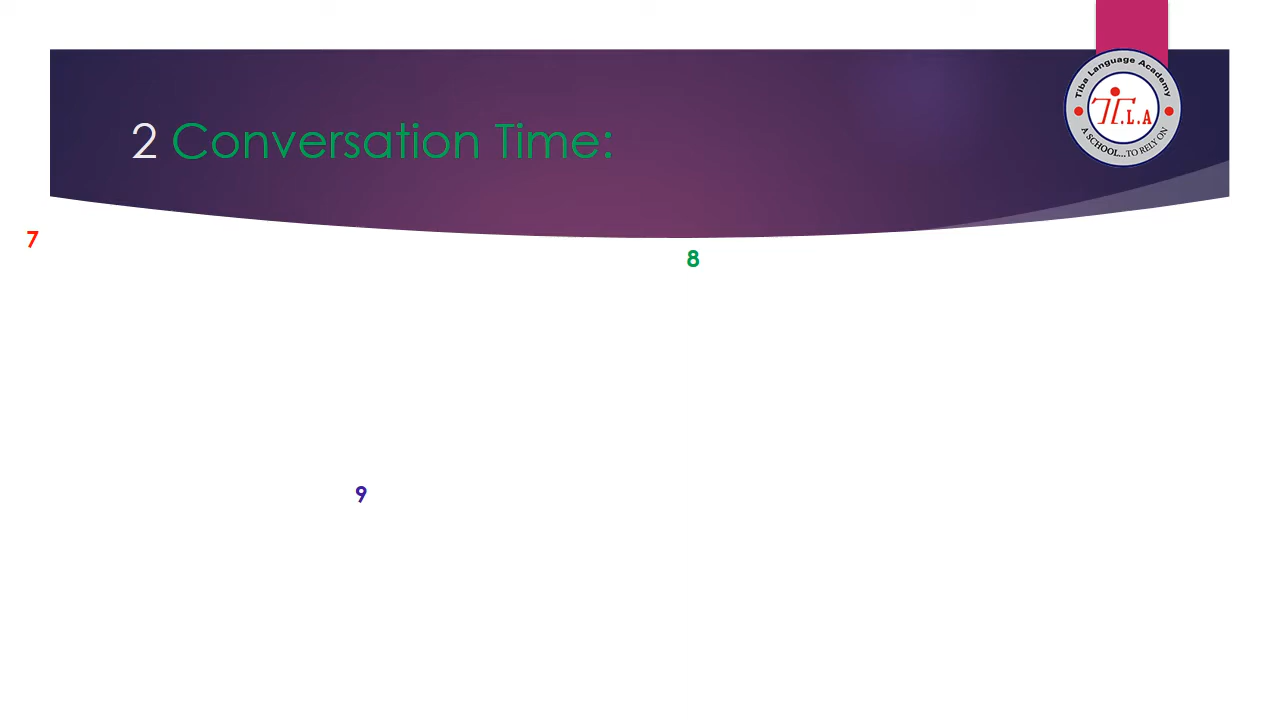 Tiba Language Academy
T.L.A
A SCHOOL...TO RELY ON
2 Conversation Time:
7
8
9